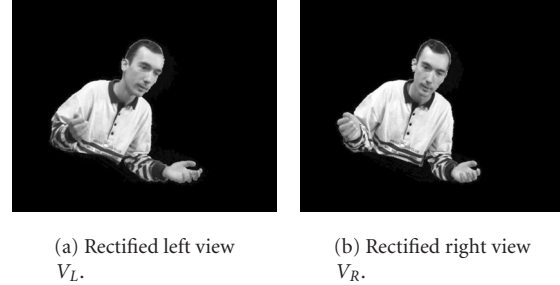 (a) Rectified left view
V_L.
(b) Rectified right view
V_R.